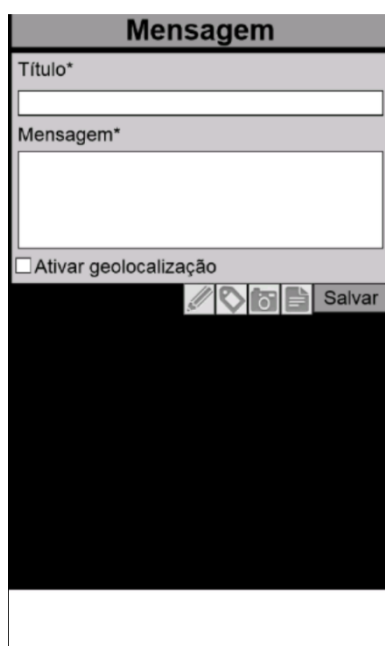 Mensagem
Título*
Mensagem*
Ativar geolocalização
Salvar